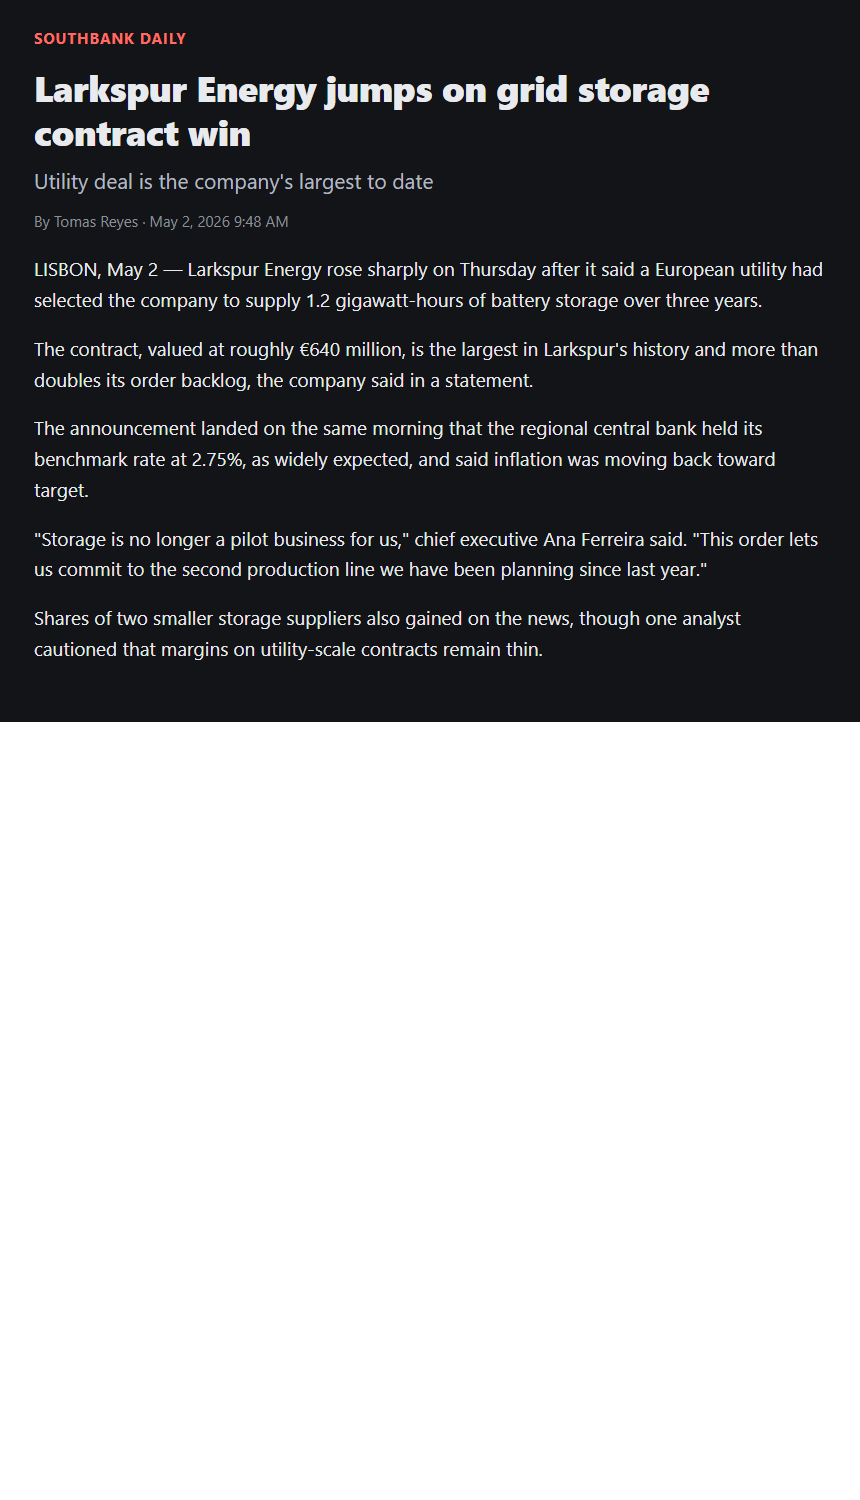 SOUTHBANK DAILY
Larkspur Energy jumps on grid storage
contract win
Utility deal is the company's largest to date
By Tomas Reyes · May 2, 2026 9:48 AM
LISBON, May 2 — Larkspur Energy rose sharply on Thursday after it said a European utility had
selected the company to supply 1.2 gigawatt-hours of battery storage over three years.
The contract, valued at roughly €640 million, is the largest in Larkspur's history and more than
doubles its order backlog, the company said in a statement.
The announcement landed on the same morning that the regional central bank held its
benchmark rate at 2.75%, as widely expected, and said inflation was moving back toward
target.
"Storage is no longer a pilot business for us," chief executive Ana Ferreira said. "This order lets
us commit to the second production line we have been planning since last year."
Shares of two smaller storage suppliers also gained on the news, though one analyst
cautioned that margins on utility-scale contracts remain thin.